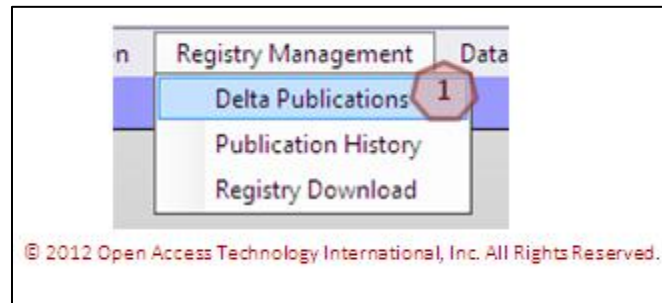 n Registry Management Data
Delta Publications 1
Publication History
Registry Download
© 2012 Open Access Technology International, Inc. All Rights Reserved.